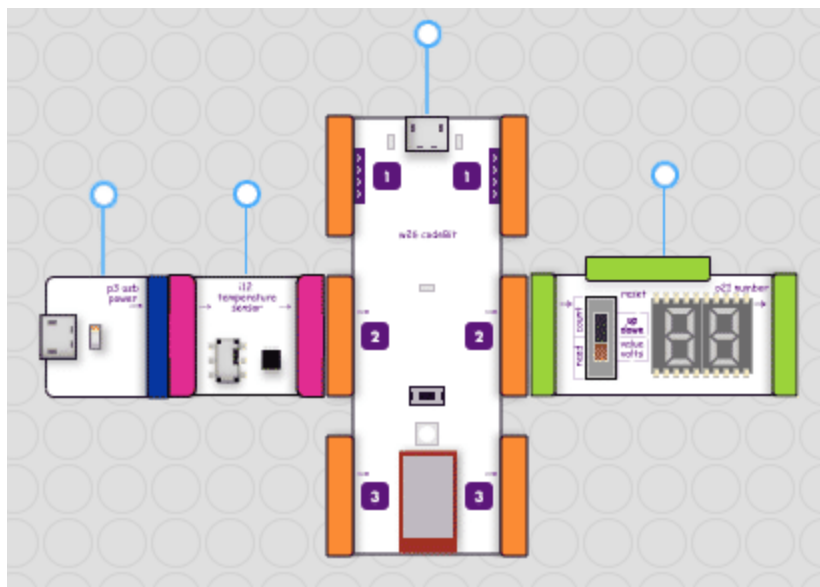 p3 usb
power
i12
temperature
sensor
1
1
w26 codeBit
2
2
3
3
o21 number
reset
count
read
up
down
value
volts